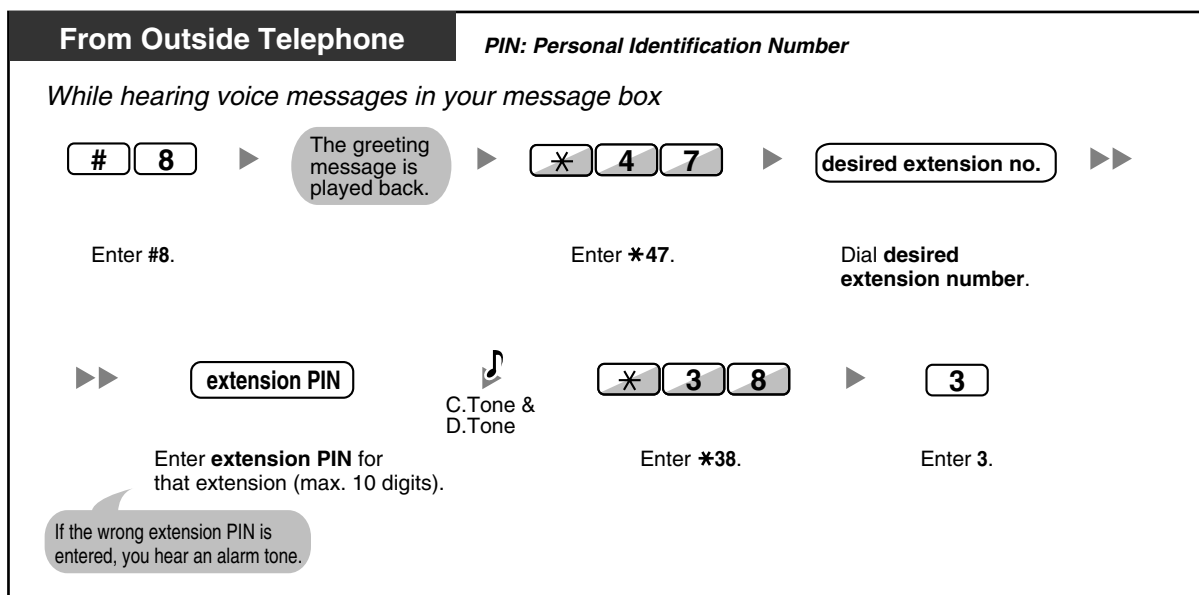 From Outside Telephone
PIN: Personal Identification Number
While hearing voice messages in your message box
# 8
The greeting
message is
played back.
* 4 7
desired extension no.
Enter #8.
Enter *47.
Dial desired
extension number.
extension PIN
C.Tone &
D.Tone
* 3 8
3
Enter extension PIN for
that extension (max. 10 digits).
Enter *38.
Enter 3.
If the wrong extension PIN is
entered, you hear an alarm tone.